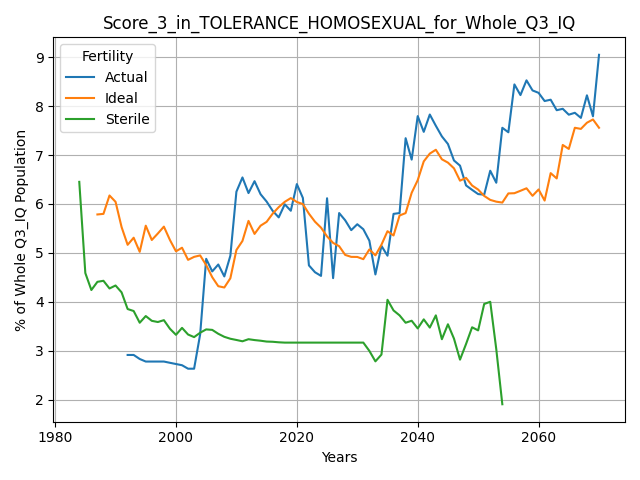 Score_3_in_TOLERANCE_HOMOSEXUAL_for_Whole_Q3_IQ
Fertility
Actual
Ideal
Sterile
% of Whole Q3_IQ Population
9
8
7
6
5
4
3
2
1980
2000
2020
2040
2060
Years